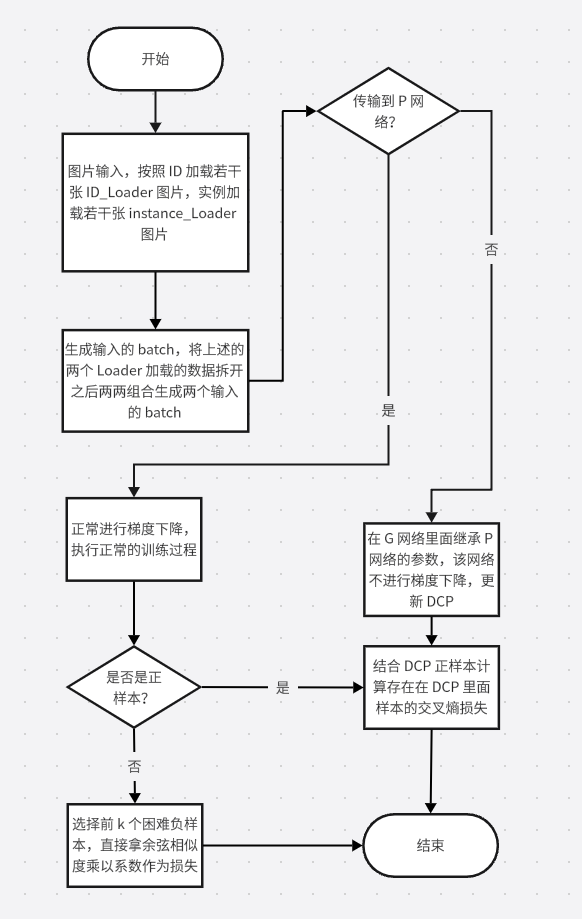 开始
图片输入，按照 ID 加载若干
张 ID_Loader 图片，实例加
载若干张 instance_Loader
图片
生成输入的 batch，将上述的
两个 Loader 加载的数据拆开
之后两两组合生成两个输入
的 batch
传输到 P 网
络？
否
是
正常进行梯度下降，
执行正常的训练过程
在 G 网络里面继承 P
网络的参数，该网络
不进行梯度下降，更
新 DCP
是否是正
样本？
是
结合 DCP 正样本计
算存在在 DCP 里面
样本的交叉熵损失
否
选择前 k 个困难负样
本，直接拿余弦相似
度乘以系数作为损失
结束